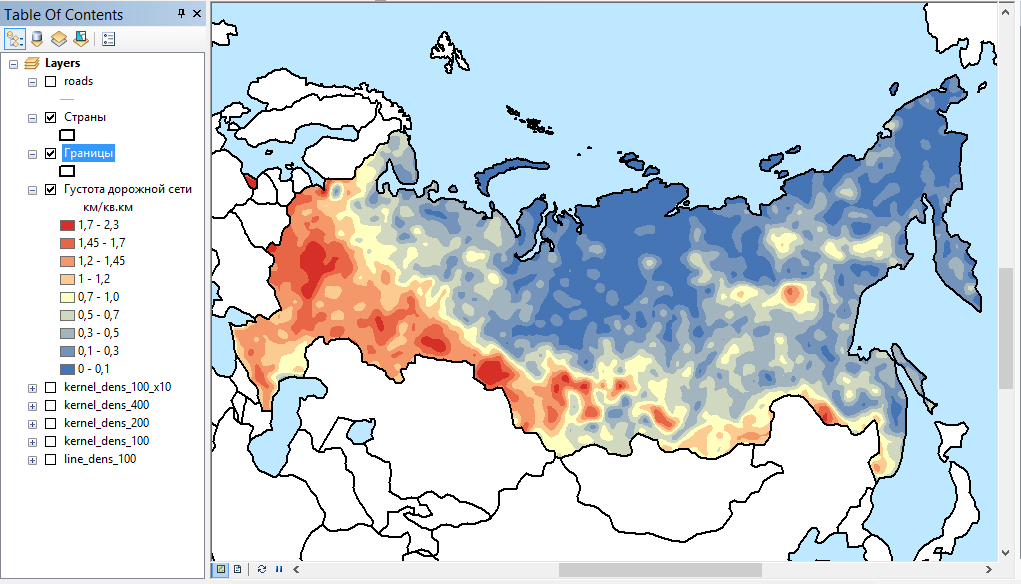 Table Of Contents
Layers
roads
Страны
Границы
Густота дорожной сети
км/кв.км
1,7 - 2,3
1,45 - 1,7
1,2 - 1,45
1 - 1,2
0,7 - 1,0
0,5 - 0,7
0,3 - 0,5
0,1 - 0,3
0 - 0,1
kernel_dens_100_x10
kernel_dens_400
kernel_dens_200
kernel_dens_100
line_dens_100